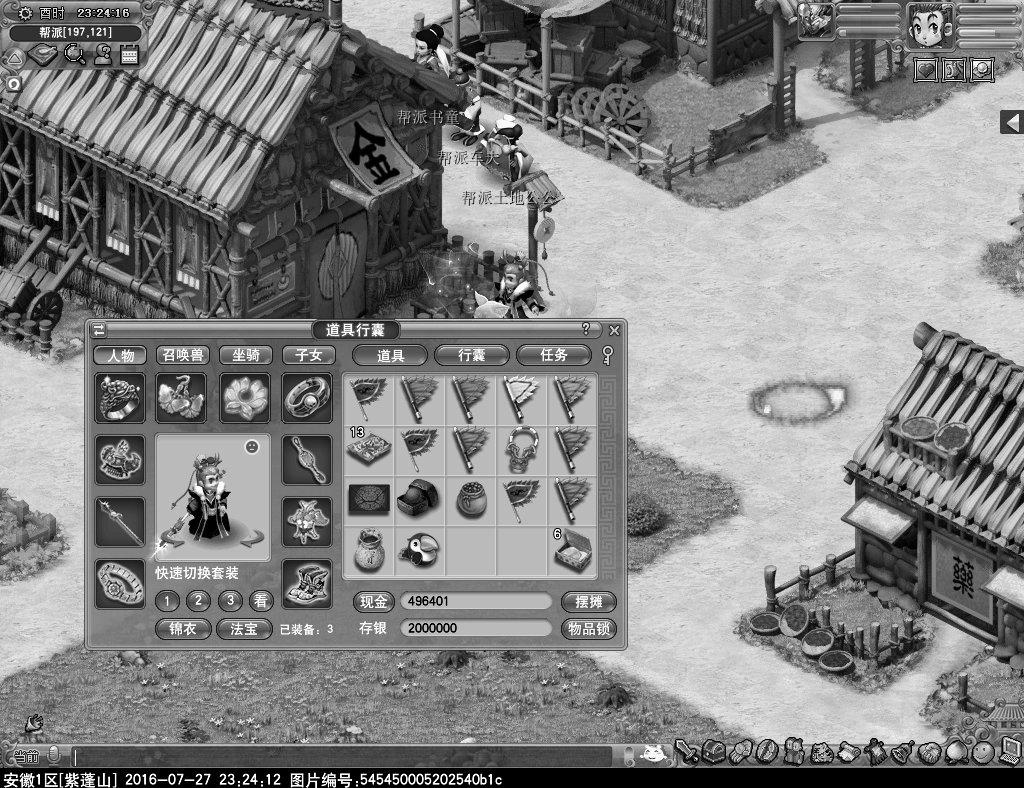 酉时 23:24:16
帮派[197,121]
金
帮派书童
帮派车夫
帮派土地公公
道具行囊
?
人物 召唤兽 坐骑 子女 道具 行囊 任务
13
6
快速切换套装
1 2 3 看
现金 496401 摆摊
锦衣 法宝 已装备：3 存银 2000000 物品锁
藥
当前
安徽1区[紫蓬山] 2016-07-27 23:24:12 图片编号:545450005202540b1c